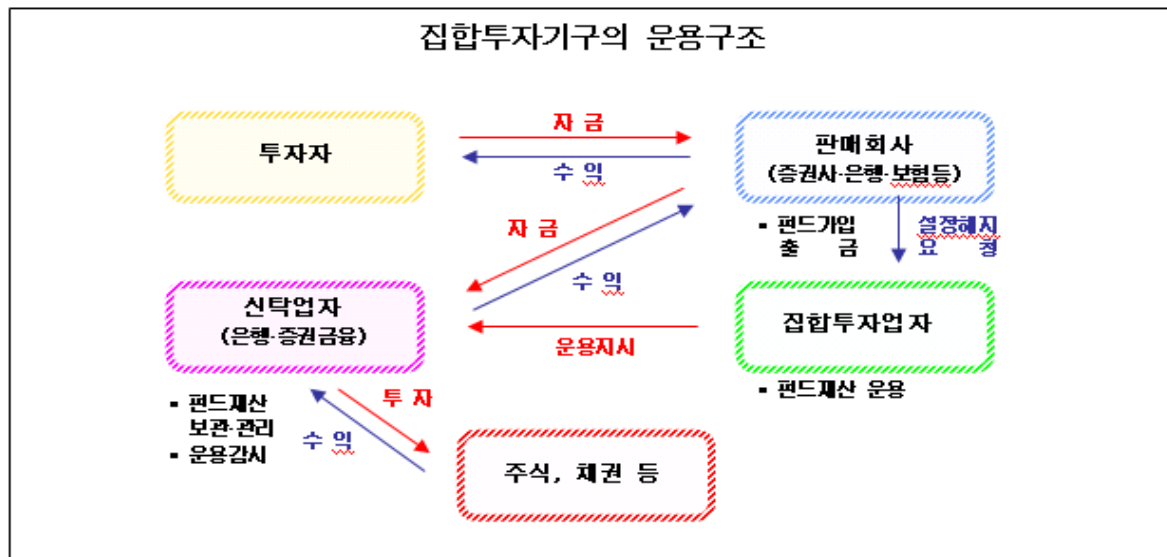 집합투자기구의 운용구조
투자자
자 금
수 익
판매회사
(증권사·은행·보험등)
자 금
수 익
▪ 펀드가입
출 금
설정해지
요 청
신탁업자
(은행·증권금융)
운용지시
집합투자업자
▪ 펀드재산
보관·관리
▪ 운용감시
투 자
수 익
▪ 펀드재산 운용
주식, 채권 등